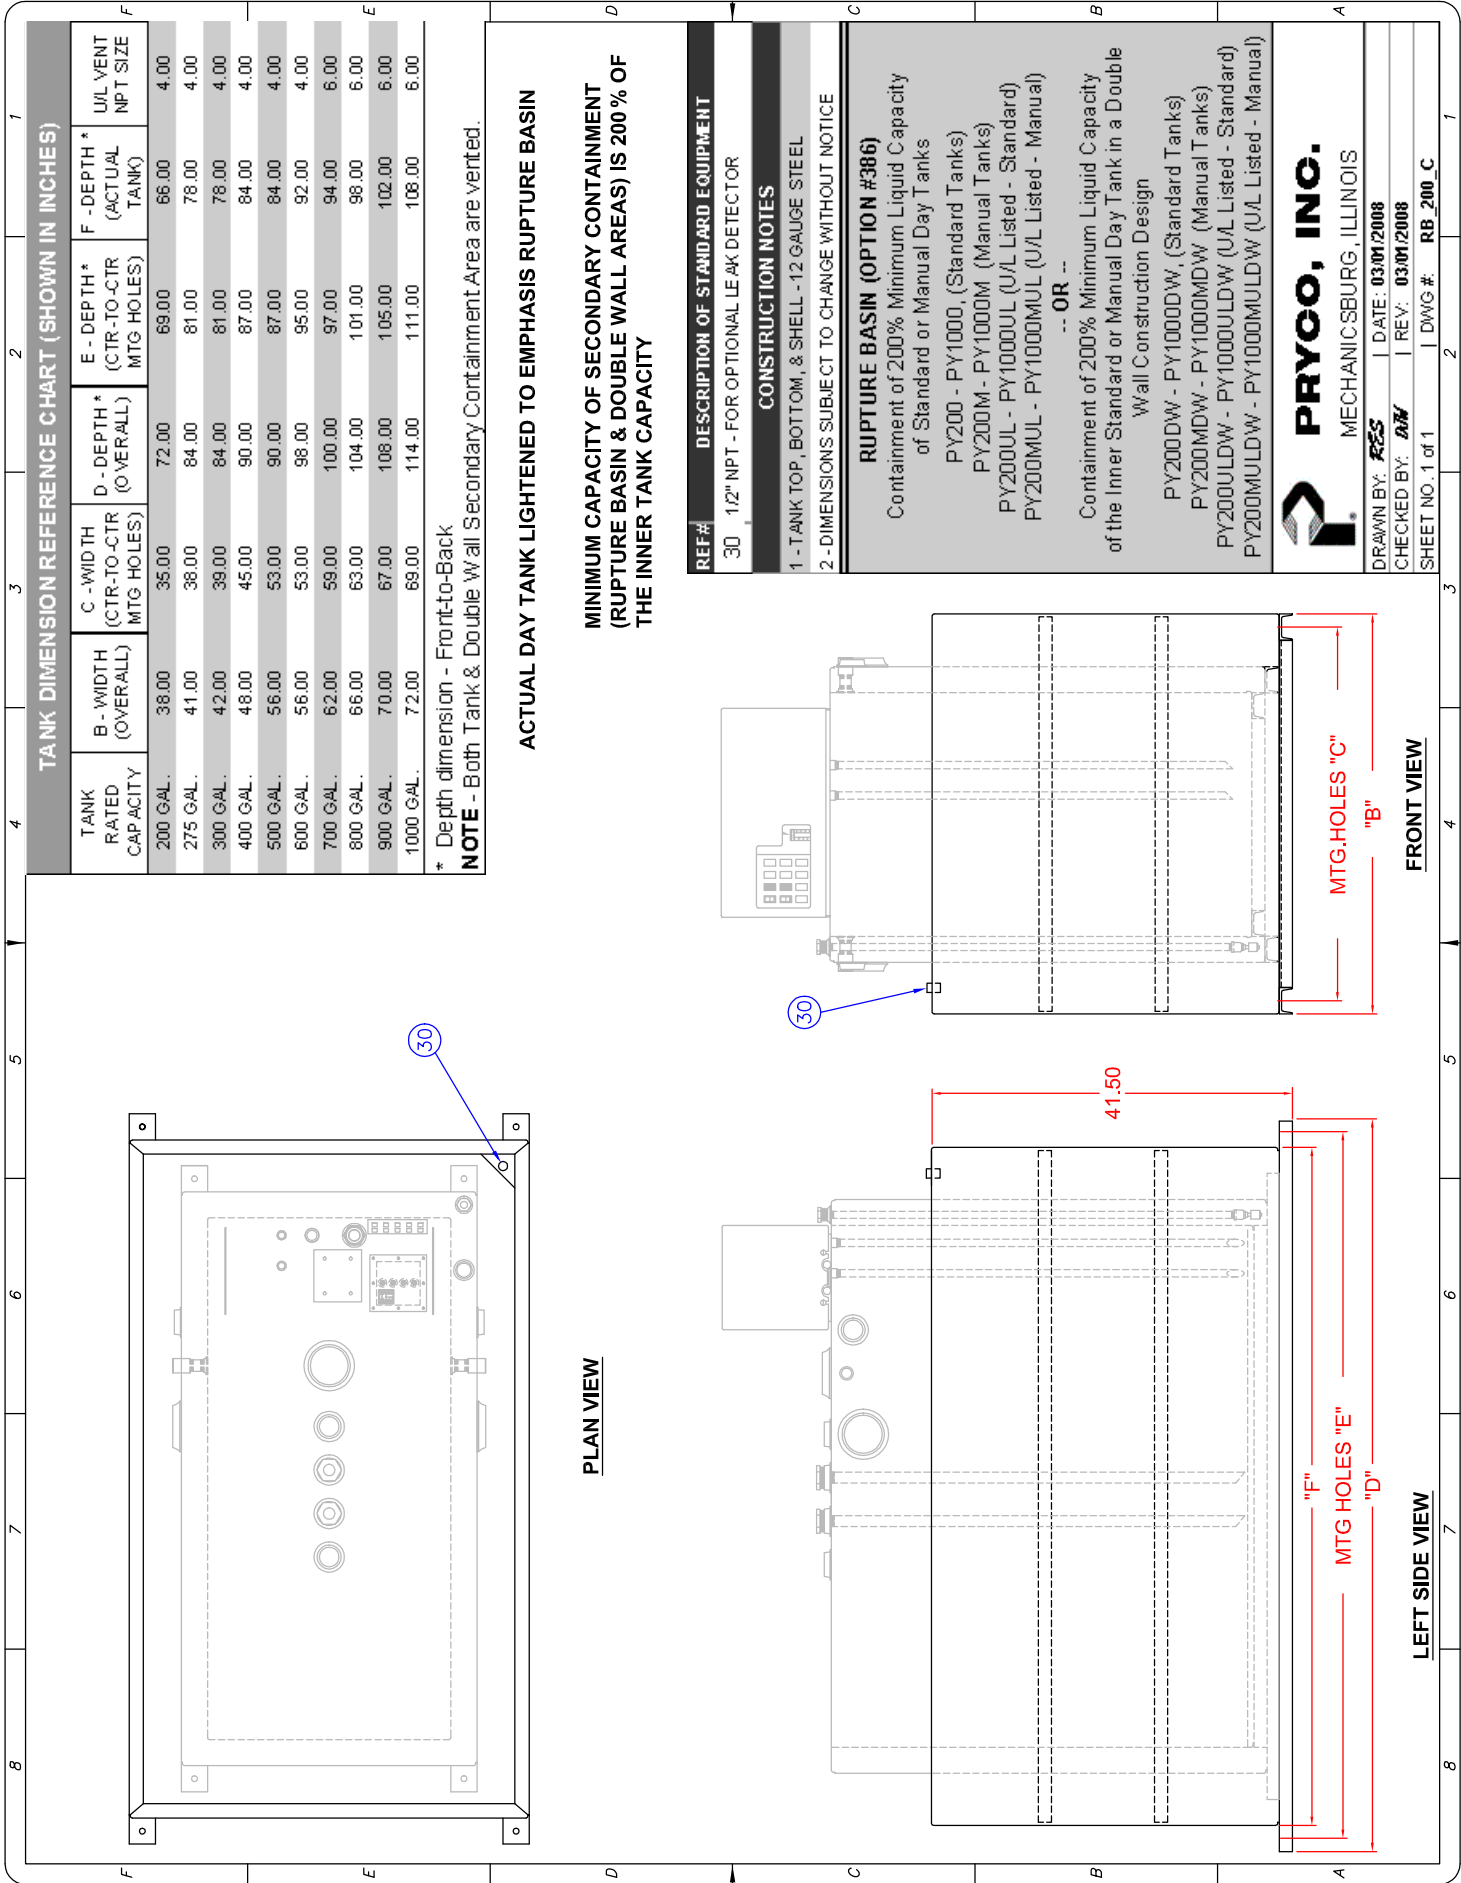 TANK DIMENSION REFERENCE CHART (SHOWN IN INCHES)
TANK RATED CAPACITY B - WIDTH (OVERALL) C - WIDTH (CTR-TO-CTR MTG HOLES) D - DEPTH * (OVERALL) E - DEPTH * (CTR-TO-CTR MTG HOLES) F - DEPTH * (ACTUAL TANK) U/L VENT NPT SIZE
200 GAL. 38.00 35.00 72.00 69.00 66.00 4.00
275 GAL. 41.00 38.00 84.00 81.00 78.00 4.00
300 GAL. 42.00 39.00 84.00 81.00 78.00 4.00
400 GAL. 48.00 45.00 90.00 87.00 84.00 4.00
500 GAL. 56.00 53.00 90.00 87.00 84.00 4.00
600 GAL. 56.00 53.00 98.00 95.00 92.00 4.00
700 GAL. 62.00 59.00 100.00 97.00 94.00 6.00
800 GAL. 66.00 63.00 104.00 101.00 98.00 6.00
900 GAL. 70.00 67.00 108.00 105.00 102.00 6.00
1000 GAL. 72.00 69.00 114.00 111.00 108.00 6.00
* Depth dimension - Front-to-Back
NOTE - Both Tank & Double Wall Secondary Containment Area are vented.
ACTUAL DAY TANK LIGHTENED TO EMPHASIS RUPTURE BASIN
MINIMUM CAPACITY OF SECONDARY CONTAINMENT
(RUPTURE BASIN & DOUBLE WALL AREAS) IS 200 % OF
THE INNER TANK CAPACITY
REF# DESCRIPTION OF STANDARD EQUIPMENT
30 1/2" NPT - FOR OPTIONAL LEAK DETECTOR
CONSTRUCTION NOTES
1 - TANK TOP, BOTTOM, & SHELL - 12 GAUGE STEEL
2 - DIMENSIONS SUBJECT TO CHANGE WITHOUT NOTICE
RUPTURE BASIN (OPTION #386)
Containment of 200% Minimum Liquid Capacity
of Standard or Manual Day Tanks
PY200 - PY1000, (Standard Tanks)
PY200M - PY1000M (Manual Tanks)
PY200UL - PY1000UL (U/L Listed - Standard)
PY200MUL - PY1000MUL (U/L Listed - Manual)
-- OR --
Containment of 200% Minimum Liquid Capacity
of the Inner Standard or Manual Day Tank in a Double
Wall Construction Design
PY200DW - PY1000DW, (Standard Tanks)
PY200MDW - PY1000MDW (Manual Tanks)
PY200ULDW - PY1000ULDW (U/L Listed - Standard)
PY200MULDW - PY1000MULDW (U/L Listed - Manual)
PRYCO, INC.
MECHANICSBURG, ILLINOIS
DRAWN BY: RES | DATE: 03/01/2008
CHECKED BY: | REV: 03/01/2008
SHEET NO. 1 of 1 | DWG #: RB_200_C
30
PLAN VIEW
30
MTG.HOLES "C"
"B"
FRONT VIEW
41.50
"F"
MTG HOLES "E"
"D"
LEFT SIDE VIEW
8 7 6 5 4 3 2 1
8 7 6 5 4 3 2 1
F E D C B A
F E D C B A